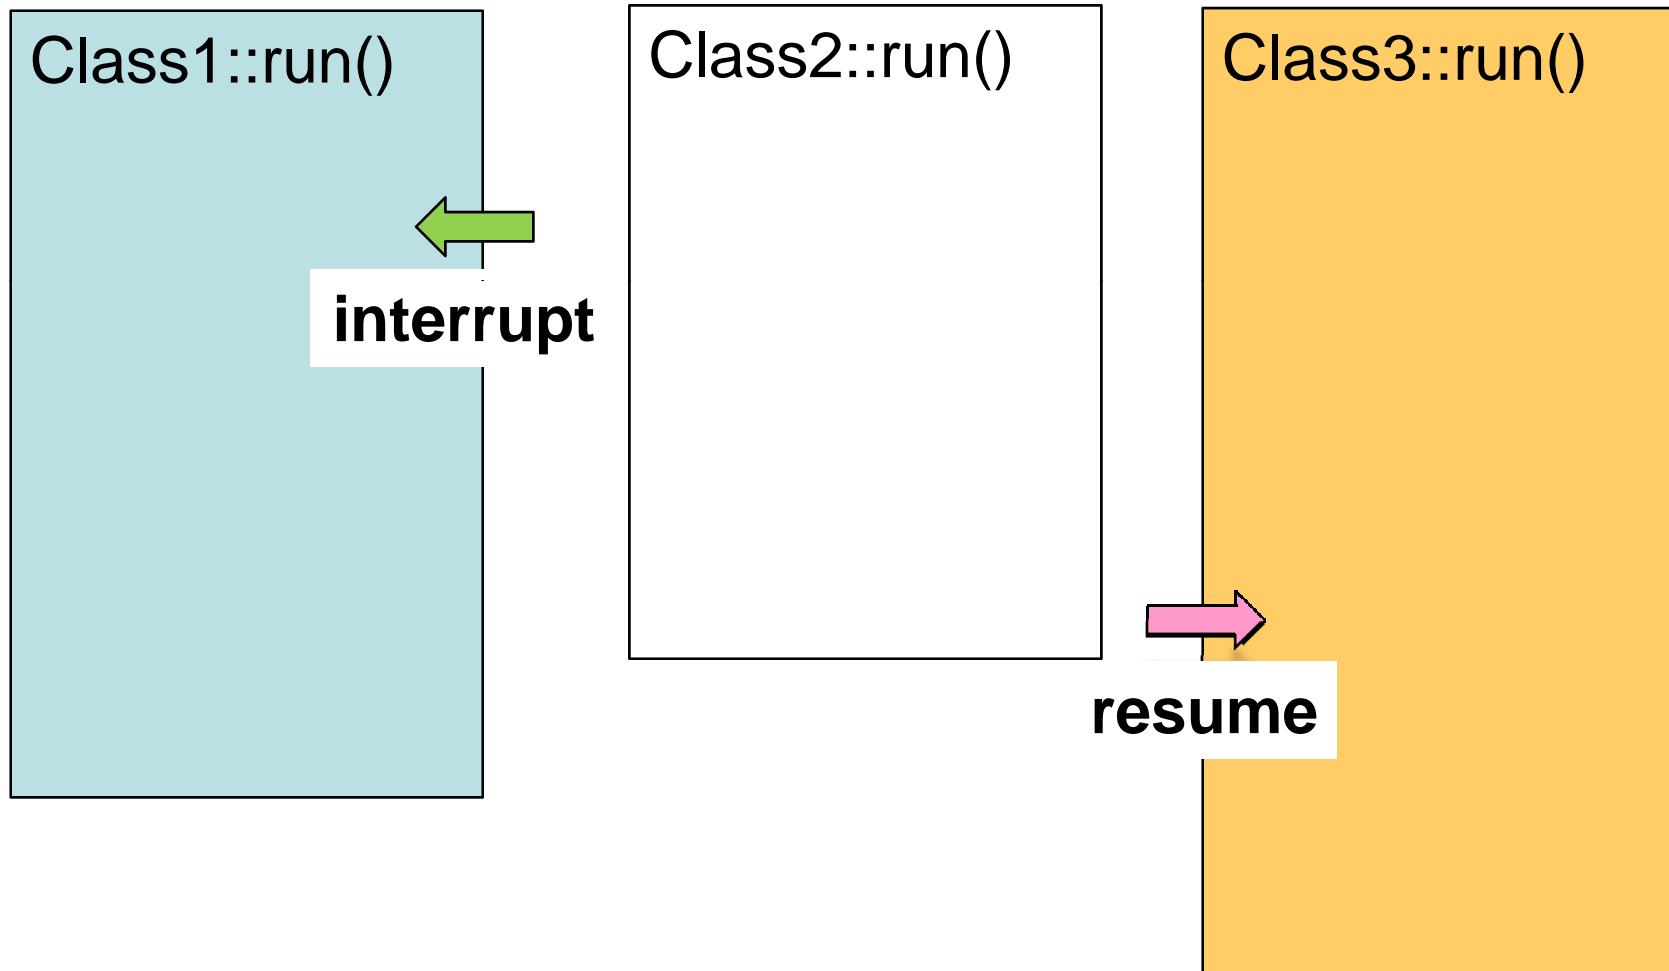 Class1::run()
Class2::run()
Class3::run()
interrupt
resume